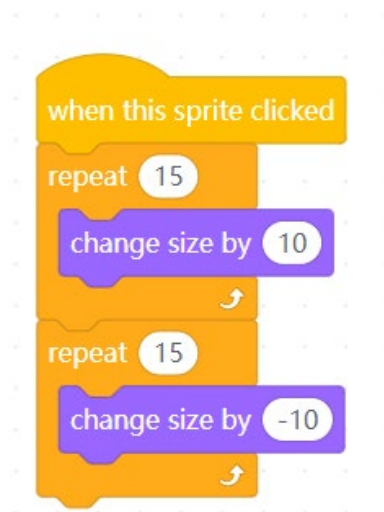 when this sprite clicked
repeat 15
change size by 10
repeat 15
change size by -10